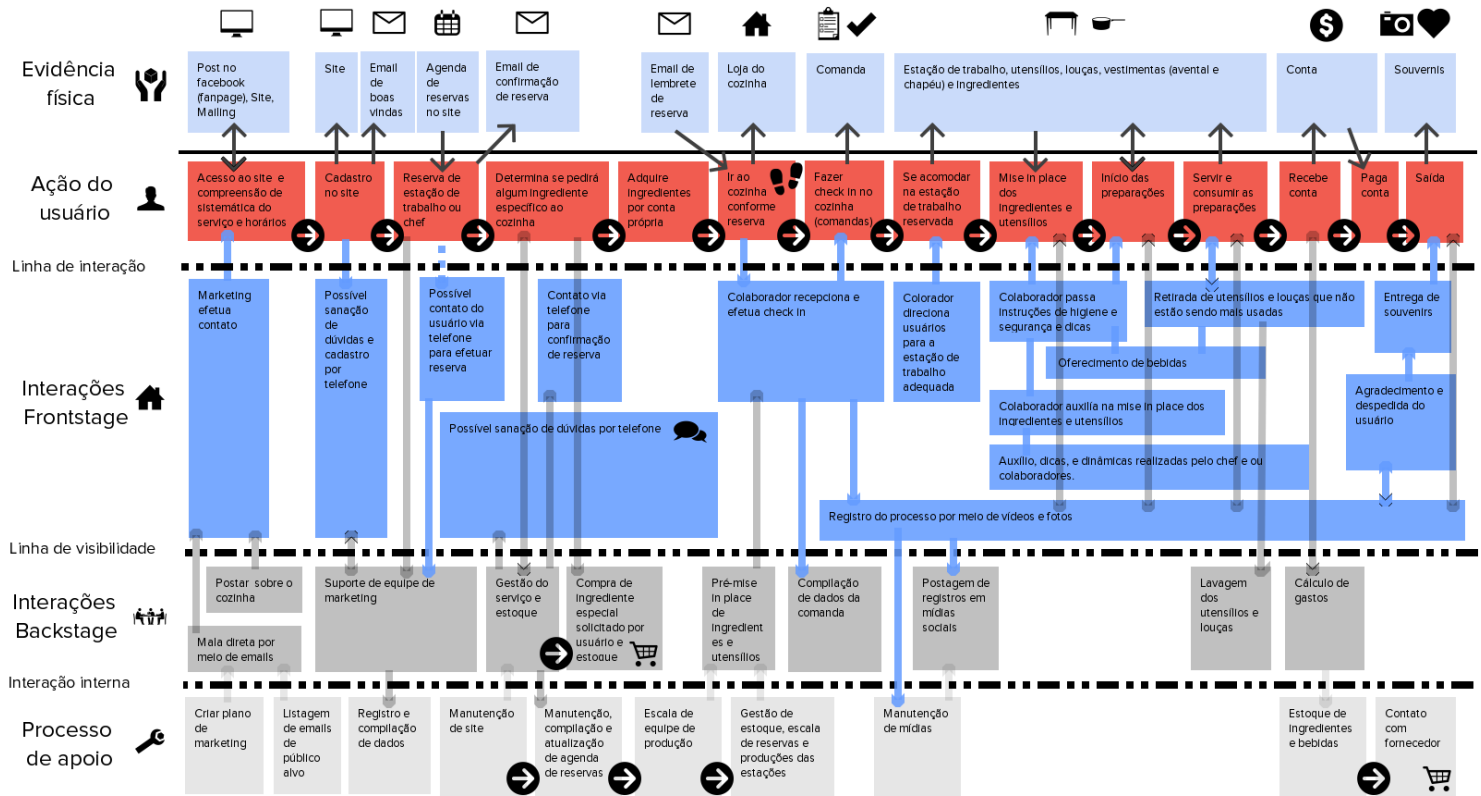 Evidência
física
Post no
facebook
(fanpage), Site,
Mailing
Site
Email
de
boas
vindas
Agenda
de
reservas
no site
Email de
confirmação
de reserva
Email de
lembrete
de
reserva
Loja do
cozinha
Comanda
Estação de trabalho, utensílios, louças, vestimentas (avental e
chapéu) e ingredientes
Conta
Souvernis
Ação do
usuário
Acesso ao site e
compreensão de
sistemática do
serviço e horários
Cadastro
no site
Reserva de
estação de
trabalho ou
chef
Determina se pedirá
algum ingrediente
específico ao
cozinha
Adquire
ingredientes
por conta
própria
Ir ao
cozinha
conforme
reserva
Fazer
check in no
cozinha
(comandas)
Se acomodar
na estação
de trabalho
reservada
Mise in place
dos
ingredientes e
utensílios
Início das
preparações
Servir e
consumir as
preparações
Recebe
conta
Paga
conta
Saída
Linha de interação
Interações
Frontstage
Marketing
efetua
contato
Possível
sanação
de
dúvidas e
cadastro
por
telefone
Possível
contato do
usuário via
telefone
para efetuar
reserva
Contato via
telefone
para
confirmação
de reserva
Possível sanação de dúvidas por telefone
Colaborador recepciona e
efetua check in
Colorador
direciona
usuários
para a
estação de
trabalho
adequada
Colaborador passa
instruções de higiene e
segurança e dicas
Retirada de utensílios e louças que não
estão sendo mais usadas
Oferecimento de bebidas
Colaborador auxilía na mise in place dos
ingredientes e utensílios
Auxílio, dicas, e dinâmicas realizadas pelo chef e ou
colaboradores.
Entrega de
souvenirs
Agradecimento e
despedida do
usuário
Registro do processo por meio de vídeos e fotos
Linha de visibilidade
Interações
Backstage
Postar sobre o
cozinha
Mala direta por
meio de emails
Suporte de equipe de
marketing
Gestão do
serviço e
estoque
Compra de
ingrediente
especial
solicitado por
usuário e
estoque
Pré-mise
in place
de
ingredient
es e
utensílios
Compilação
de dados da
comanda
Postagem de
registros em
mídias
sociais
Lavagem
dos
utensílios e
louças
Cálculo de
gastos
Interação interna
Processo
de apoio
Criar plano
de
marketing
Listagem
de emails
de
público
alvo
Registro e
compilação
de dados
Manutenção
de site
Manutenção,
compilação e
atualização
de agenda
de reservas
Escala de
equipe de
produção
Gestão de
estoque, escala
de reservas e
produções das
estações
Manutenção
de mídias
Estoque de
ingredientes
e bebidas
Contato
com
fornecedor